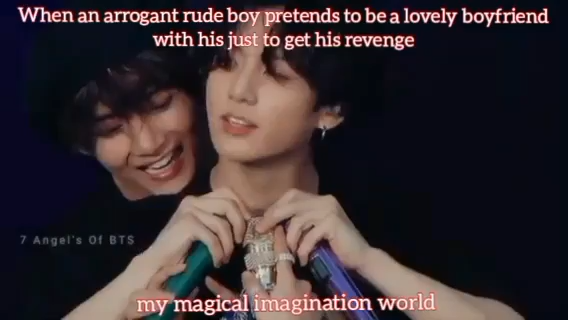 When an arrogant rude boy pretends to be a lovely boyfriend
with his just to get his revenge
7 Angel's Of BTS
my magical imagination world